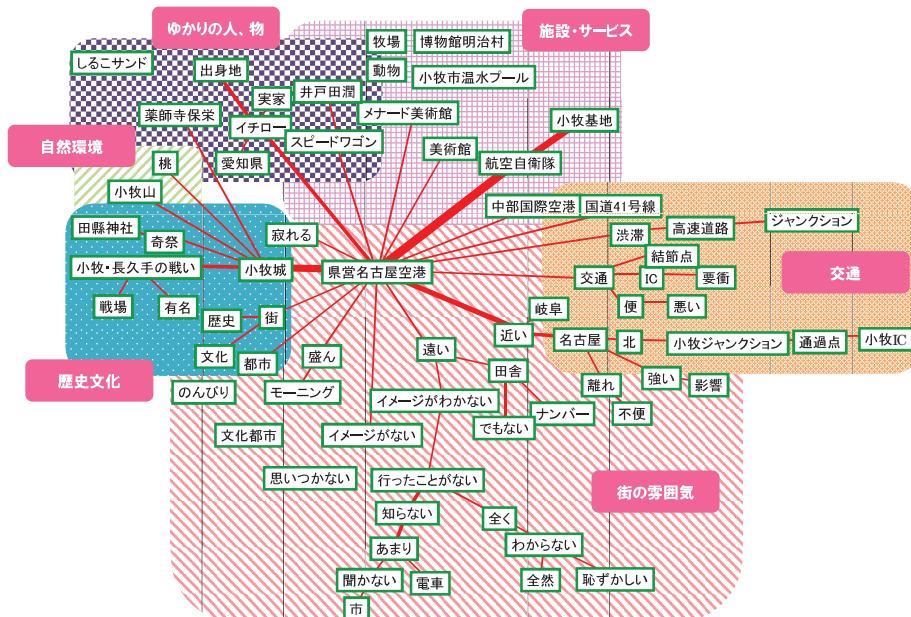 ゆかりの人、物
施設・サービス
牧場
博物館明治村
しるこサンド
出身地
動物
小牧市温水プール
実家
井戸田潤
薬師寺保栄
メナード美術館
小牧基地
イチロー
スピードワゴン
美術館
自然環境
桃
愛知県
航空自衛隊
小牧山
中部国際空港
国道41号線
田縣神社
奇祭
寂れる
渋滞
高速道路
ジャンクション
結節点
小牧・長久手の戦い
小牧城
県営名古屋空港
交通
IC
要衝
交通
戦場
有名
歴史
街
便
悪い
岐阜
近い
名古屋
北
小牧ジャンクション
通過点
小牧IC
文化
都市
盛ん
遠い
田舎
強い
影響
歴史文化
のんびり
モーニング
離れ
イメージがわかない
ナンバー
不便
文化都市
イメージがない
でもない
思いつかない
行ったことがない
街の雰囲気
知らない
全く
あまり
わからない
聞かない
電車
全然
恥ずかしい
市